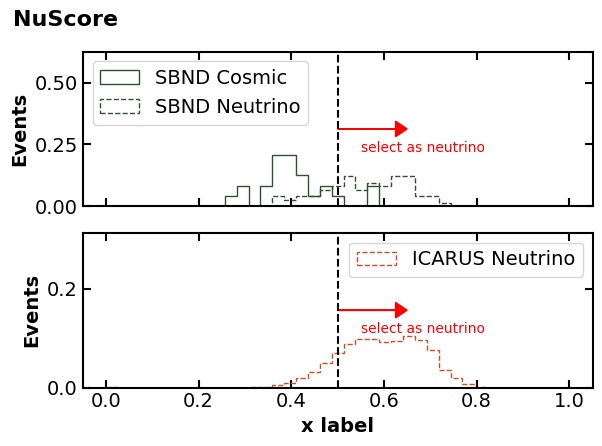 NuScore
Events
0.50
0.25
0.00
SBND Cosmic
SBND Neutrino
select as neutrino
Events
0.2
0.0
ICARUS Neutrino
select as neutrino
0.0 0.2 0.4 0.6 0.8 1.0
x label